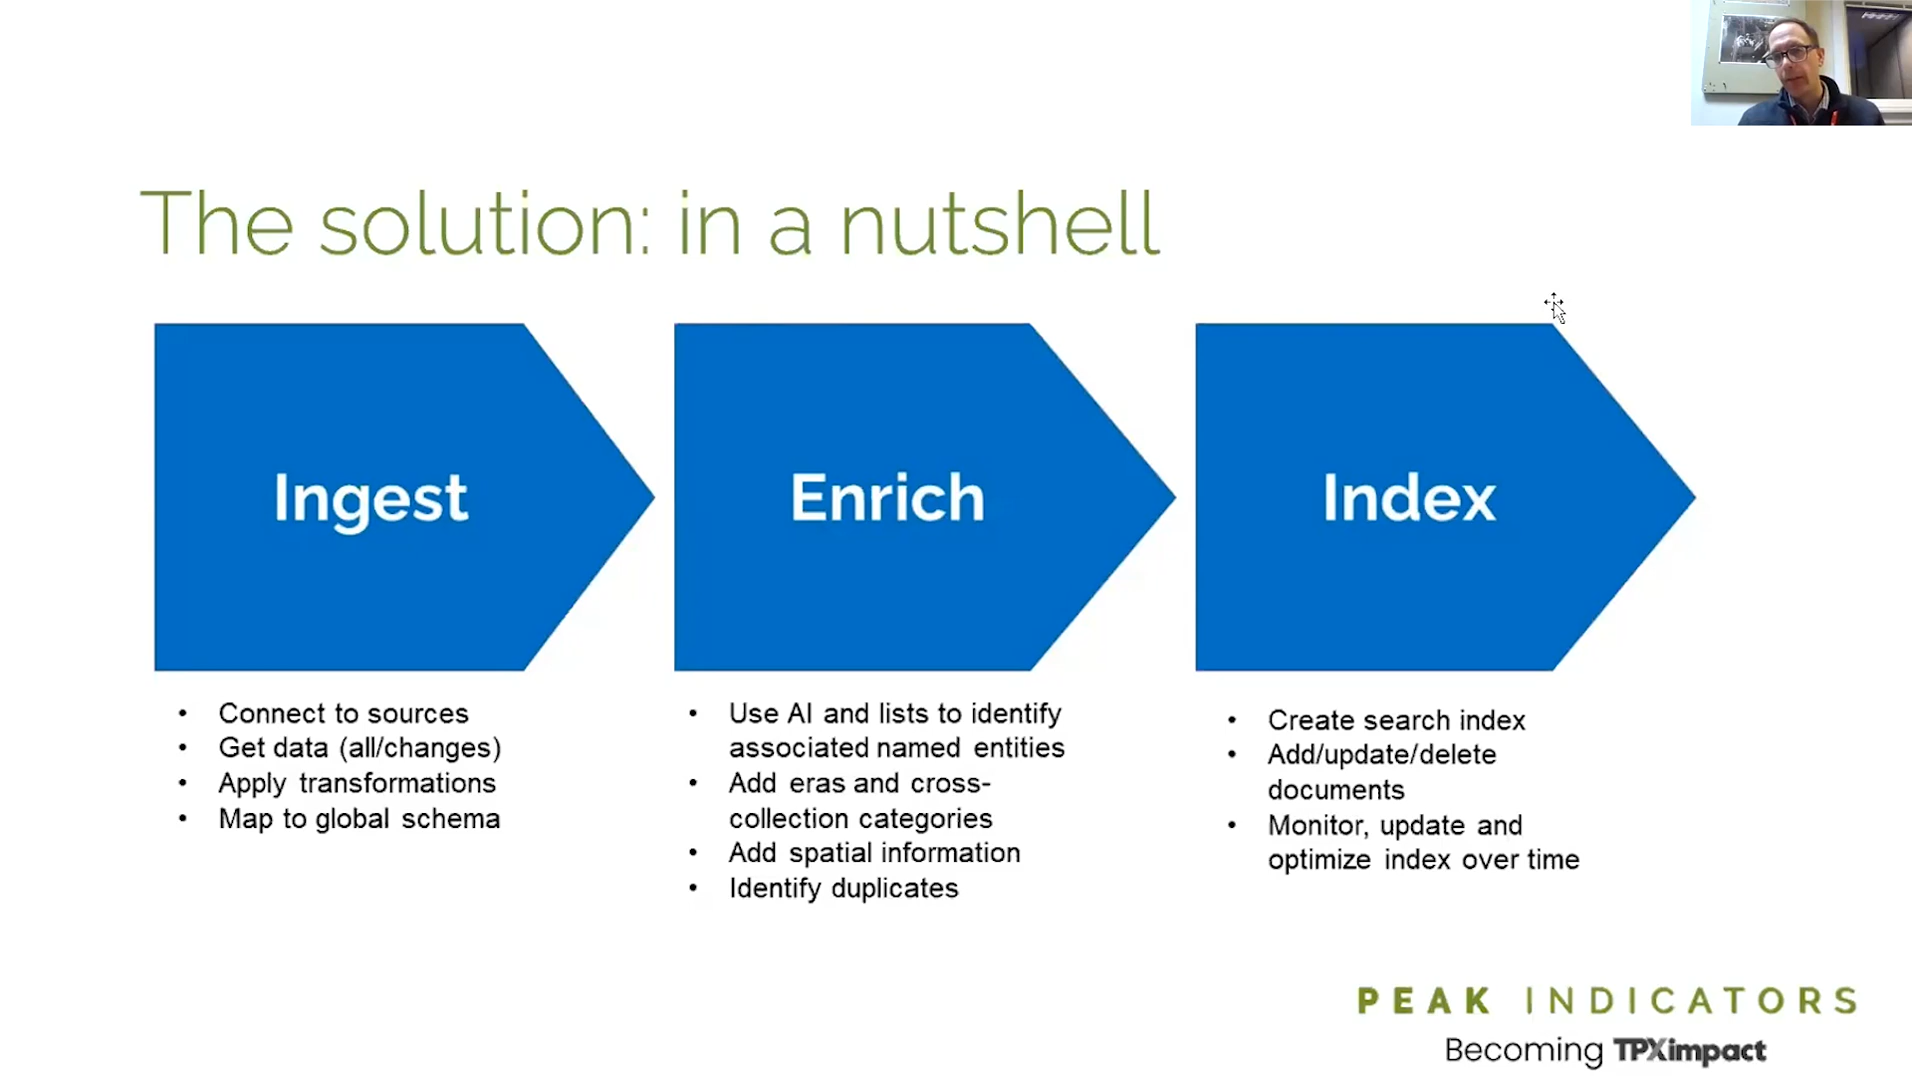 The solution: in a nutshell
Ingest
• Connect to sources
• Get data (all/changes)
• Apply transformations
• Map to global schema
Enrich
• Use AI and lists to identify
associated named entities
• Add eras and cross-
collection categories
• Add spatial information
• Identify duplicates
Index
• Create search index
• Add/update/delete
documents
• Monitor, update and
optimize index over time
PEAK INDICATORS
Becoming TPXimpact